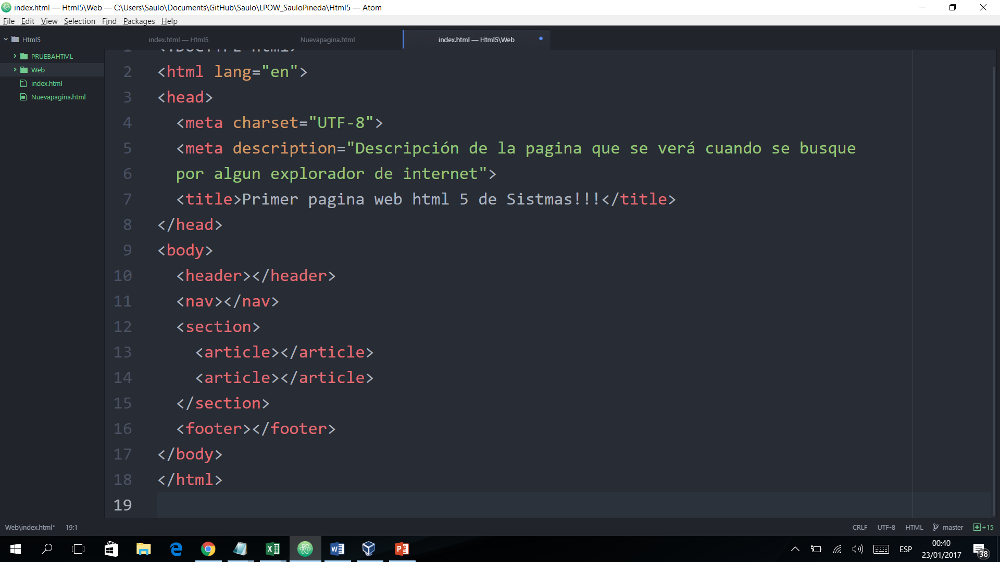 index.html — Html5\Web — C:\Users\Saulo\Documents\GitHub\Saulo\LPOW_SauloPineda\Html5 — Atom
File Edit View Selection Find Packages Help
Html5
PRUEBAHTML
Web
index.html
Nuevapagina.html
index.html — Html5
Nuevapagina.html
index.html — Html5\Web
1 <!DOCTYPE html>
2 <html lang="en">
3 <head>
4 <meta charset="UTF-8">
5 <meta description="Descripción de la pagina que se verá cuando se busque
6 por algun explorador de internet">
7 <title>Primer pagina web html 5 de Sistmas!!!</title>
8 </head>
9 <body>
10 <header></header>
11 <nav></nav>
12 <section>
13 <article></article>
14 <article></article>
15 </section>
16 <footer></footer>
17 </body>
18 </html>
19
Web\index.html* 19:1
CRLF UTF-8 HTML master +15
ESP
00:40
23/01/2017
38